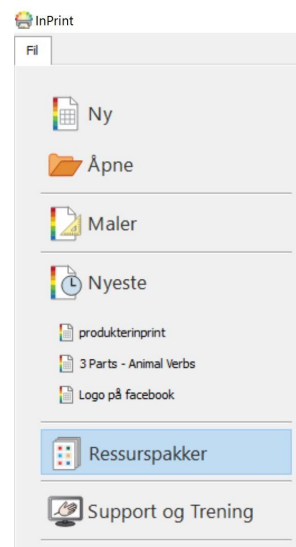 InPrint
Fil
Ny
Åpne
Maler
Nyeste
produkterinprint
3 Parts - Animal Verbs
Logo på facebook
Ressurspakker
Support og Trening